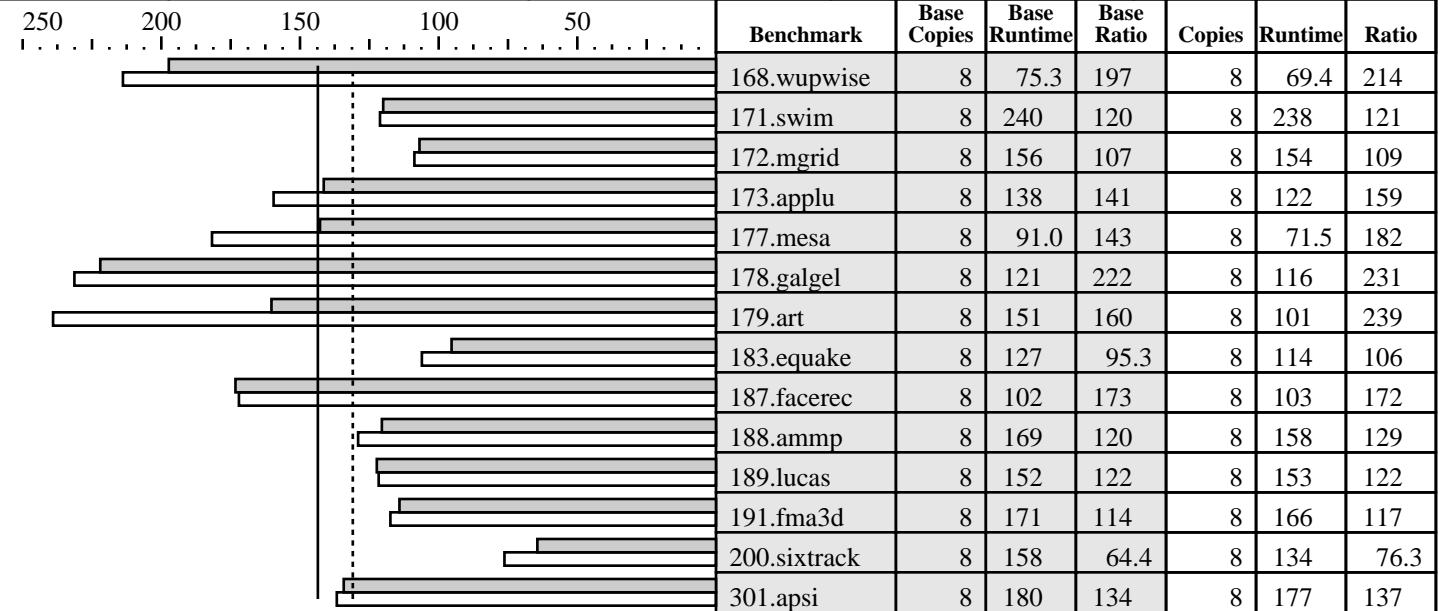 250 200 150 100 50
Benchmark Base Copies Base Runtime Base Ratio Copies Runtime Ratio
168.wupwise 8 75.3 197 8 69.4 214
171.swim 8 240 120 8 238 121
172.mgrid 8 156 107 8 154 109
173.applu 8 138 141 8 122 159
177.mesa 8 91.0 143 8 71.5 182
178.galgel 8 121 222 8 116 231
179.art 8 151 160 8 101 239
183.equake 8 127 95.3 8 114 106
187.facerec 8 102 173 8 103 172
188.ammp 8 169 120 8 158 129
189.lucas 8 152 122 8 153 122
191.fma3d 8 171 114 8 166 117
200.sixtrack 8 158 64.4 8 134 76.3
301.apsi 8 180 134 8 177 137